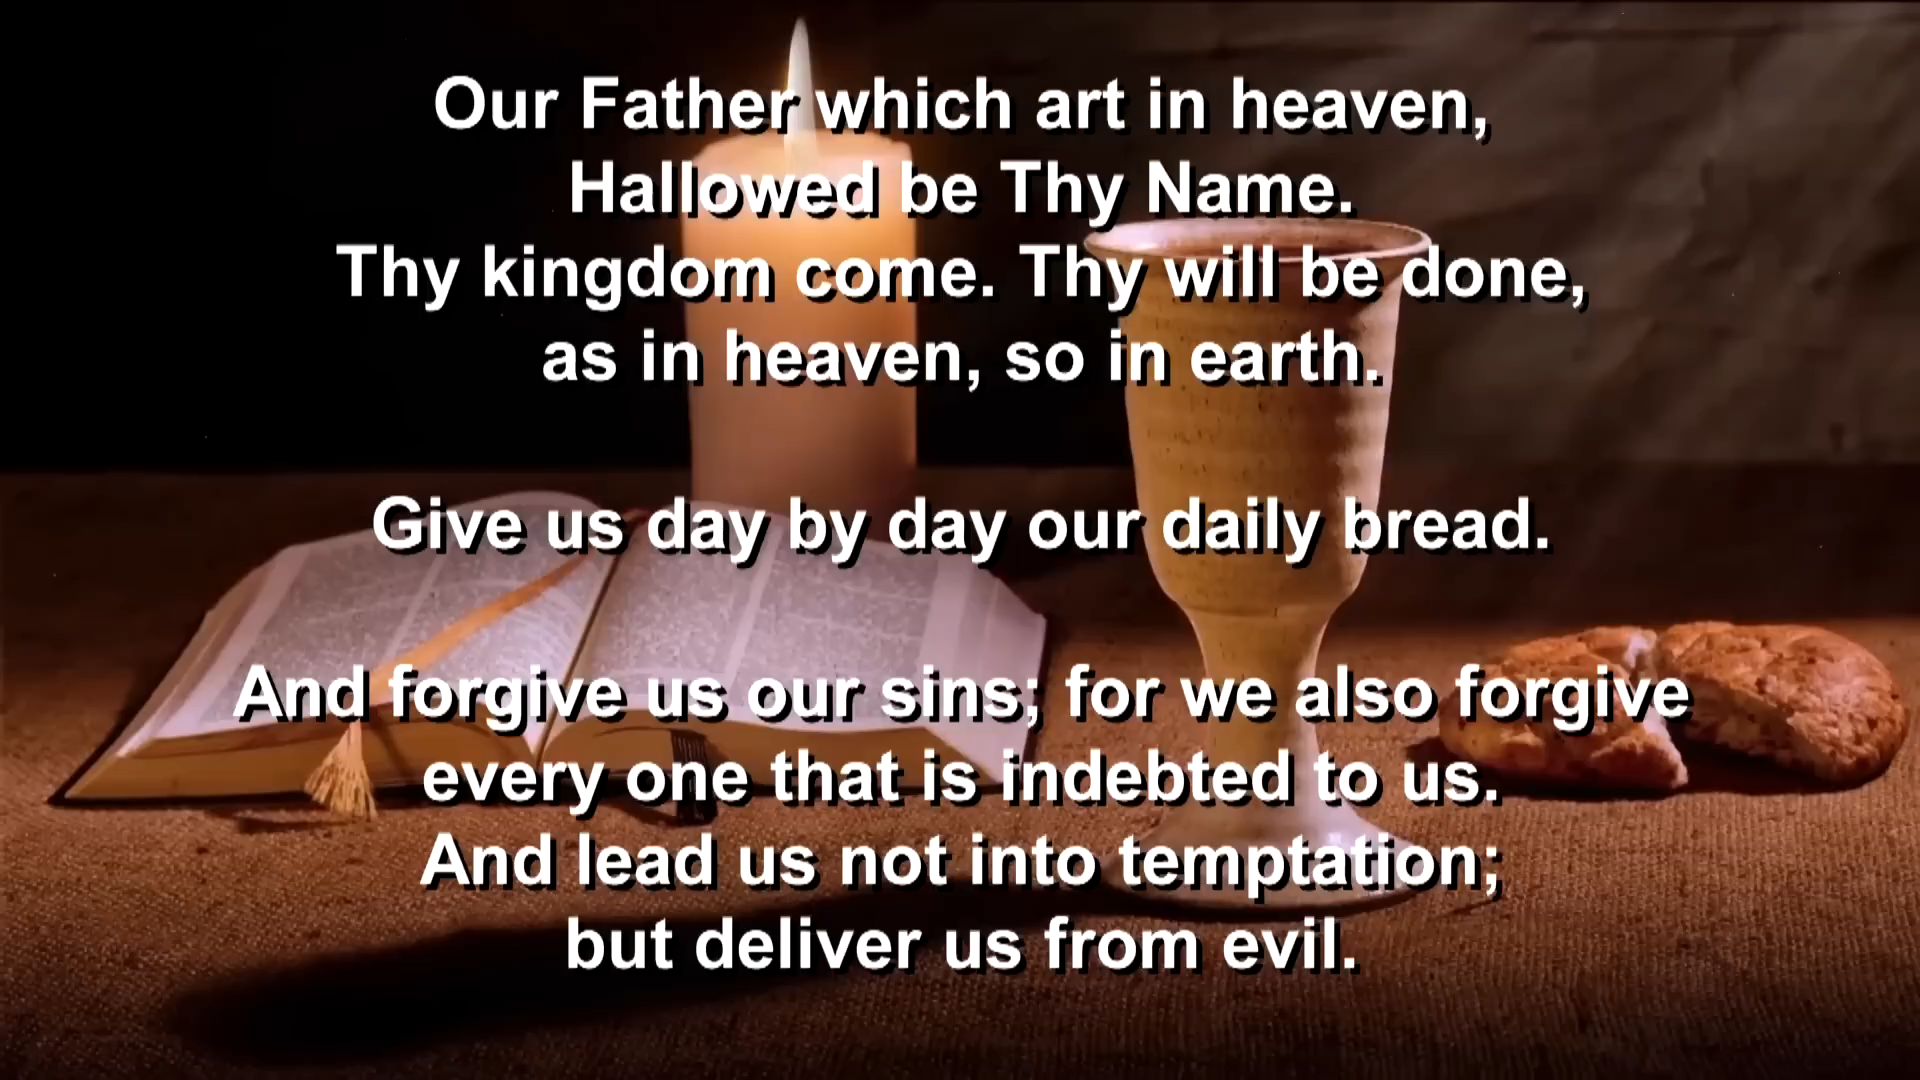 Our Father which art in heaven,
Hallowed be Thy Name.
Thy kingdom come. Thy will be done,
as in heaven, so in earth.
Give us day by day our daily bread.
And forgive us our sins; for we also forgive
every one that is indebted to us.
And lead us not into temptation;
but deliver us from evil.